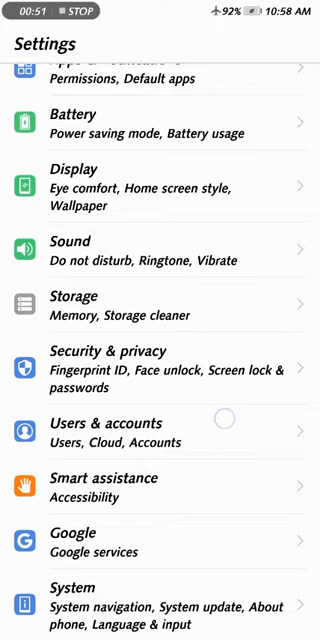 00:51 STOP 92% 10:58 AM
Settings
Permissions, Default apps
Battery
Power saving mode, Battery usage
Display
Eye comfort, Home screen style,
Wallpaper
Sound
Do not disturb, Ringtone, Vibrate
Storage
Memory, Storage cleaner
Security & privacy
Fingerprint ID, Face unlock, Screen lock &
passwords
Users & accounts
Users, Cloud, Accounts
Smart assistance
Accessibility
Google
Google services
System
System navigation, System update, About
phone, Language & input